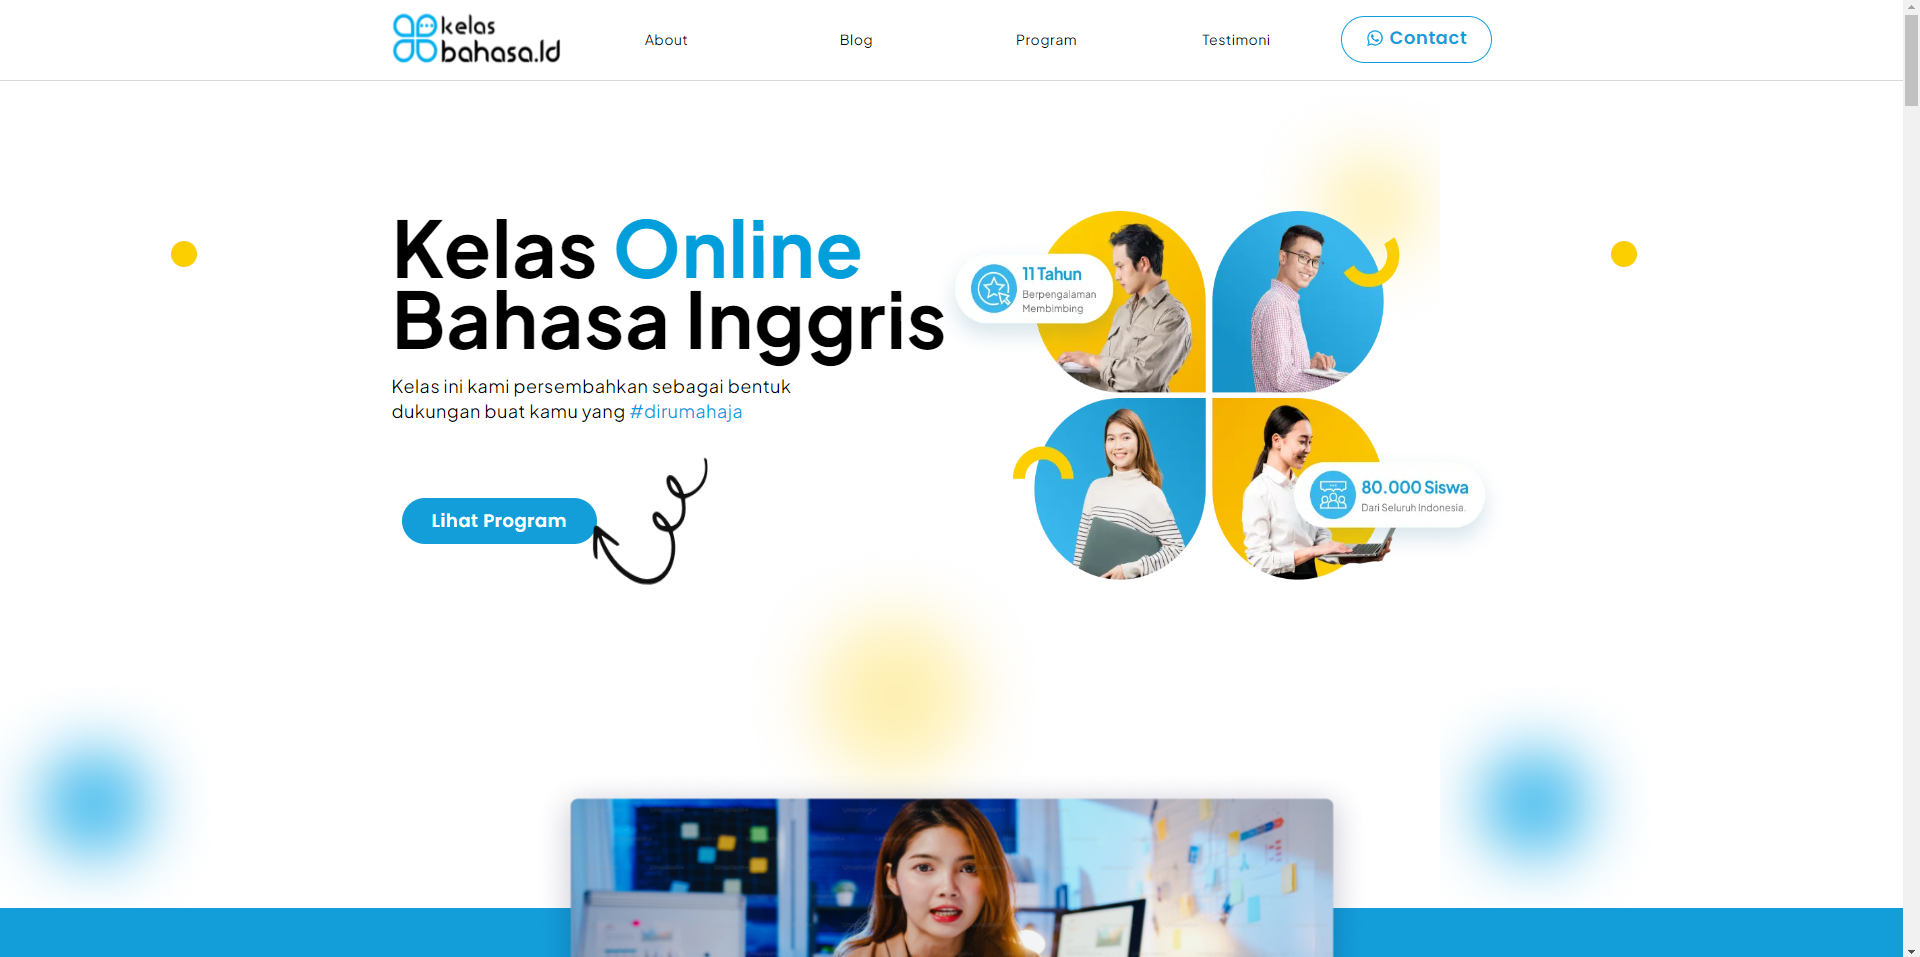 kelas
bahasa.Id
About
Blog
Program
Testimoni
Contact
Kelas Online
Bahasa Inggris
Kelas ini kami persembahkan sebagai bentuk
dukungan buat kamu yang #dirumahaja
Lihat Program
11 Tahun
Berpengalaman
Membimbing
80.000 Siswa
Dari Seluruh Indonesia.